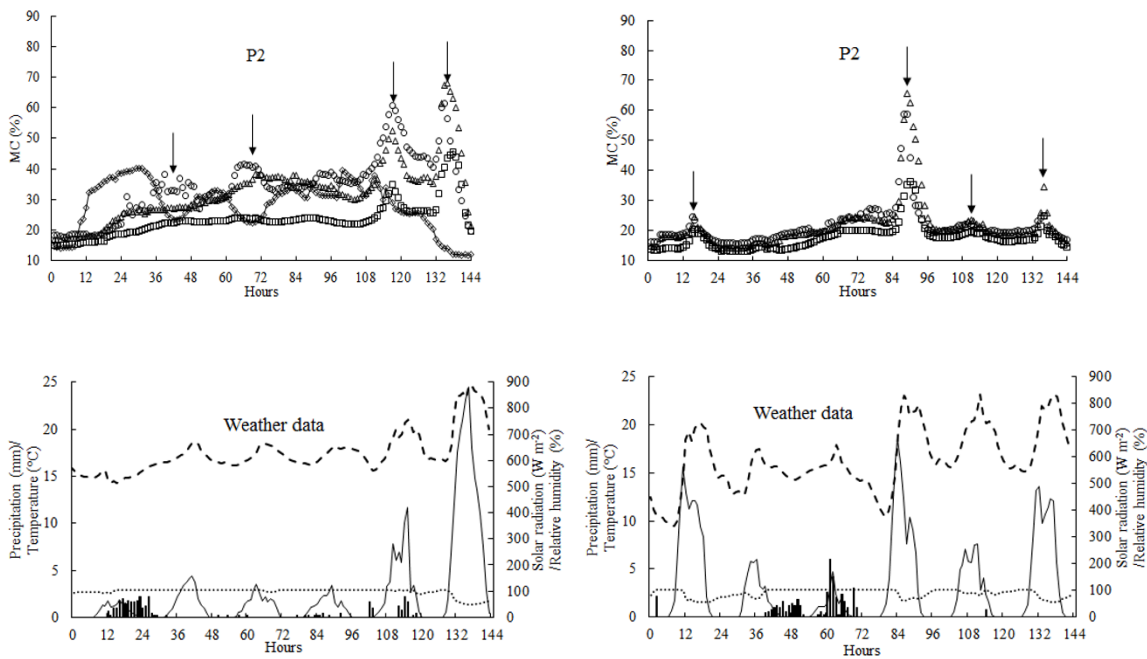 90
80
70
60
50
40
30
20
10
MC (%)
P2
0 12 24 36 48 60 72 84 96 108 120 132 144
Hours
90
80
70
60
50
40
30
20
10
MC (%)
P2
0 12 24 36 48 60 72 84 96 108 120 132 144
Hours
25
20
15
10
5
0
Precipitation (mm)/
Temperature (°C)
Weather data
900
800
700
600
500
400
300
200
100
0
Solar radiation (W m⁻²)
/Relative humidity (%)
0 12 24 36 48 60 72 84 96 108 120 132 144
Hours
25
20
15
10
5
0
Precipitation (mm)/
Temperature (°C)
Weather data
900
800
700
600
500
400
300
200
100
0
Solar radiation (W m⁻²)
/Relative humidity (%)
0 12 24 36 48 60 72 84 96 108 120 132 144
Hours